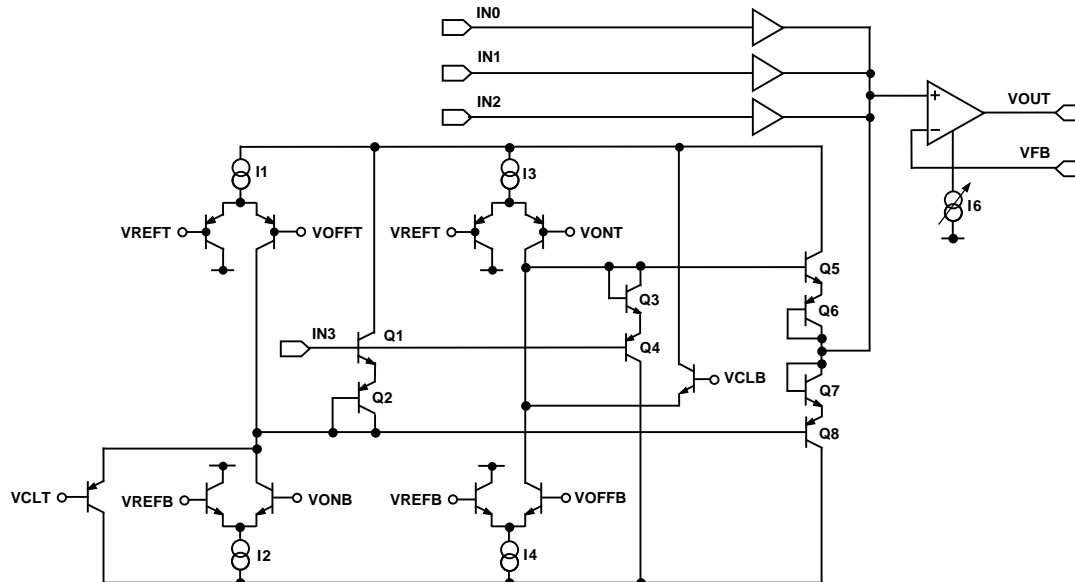 IN0
IN1
IN2
+
−
VOUT
VFB
I6
I1
I3
VREFT
VOFFT
VREFT
VONT
Q5
Q3
Q6
IN3
Q1
Q4
VCLB
Q2
Q7
Q8
VCLT
VREFB
VONB
VREFB
VOFFB
I2
I4